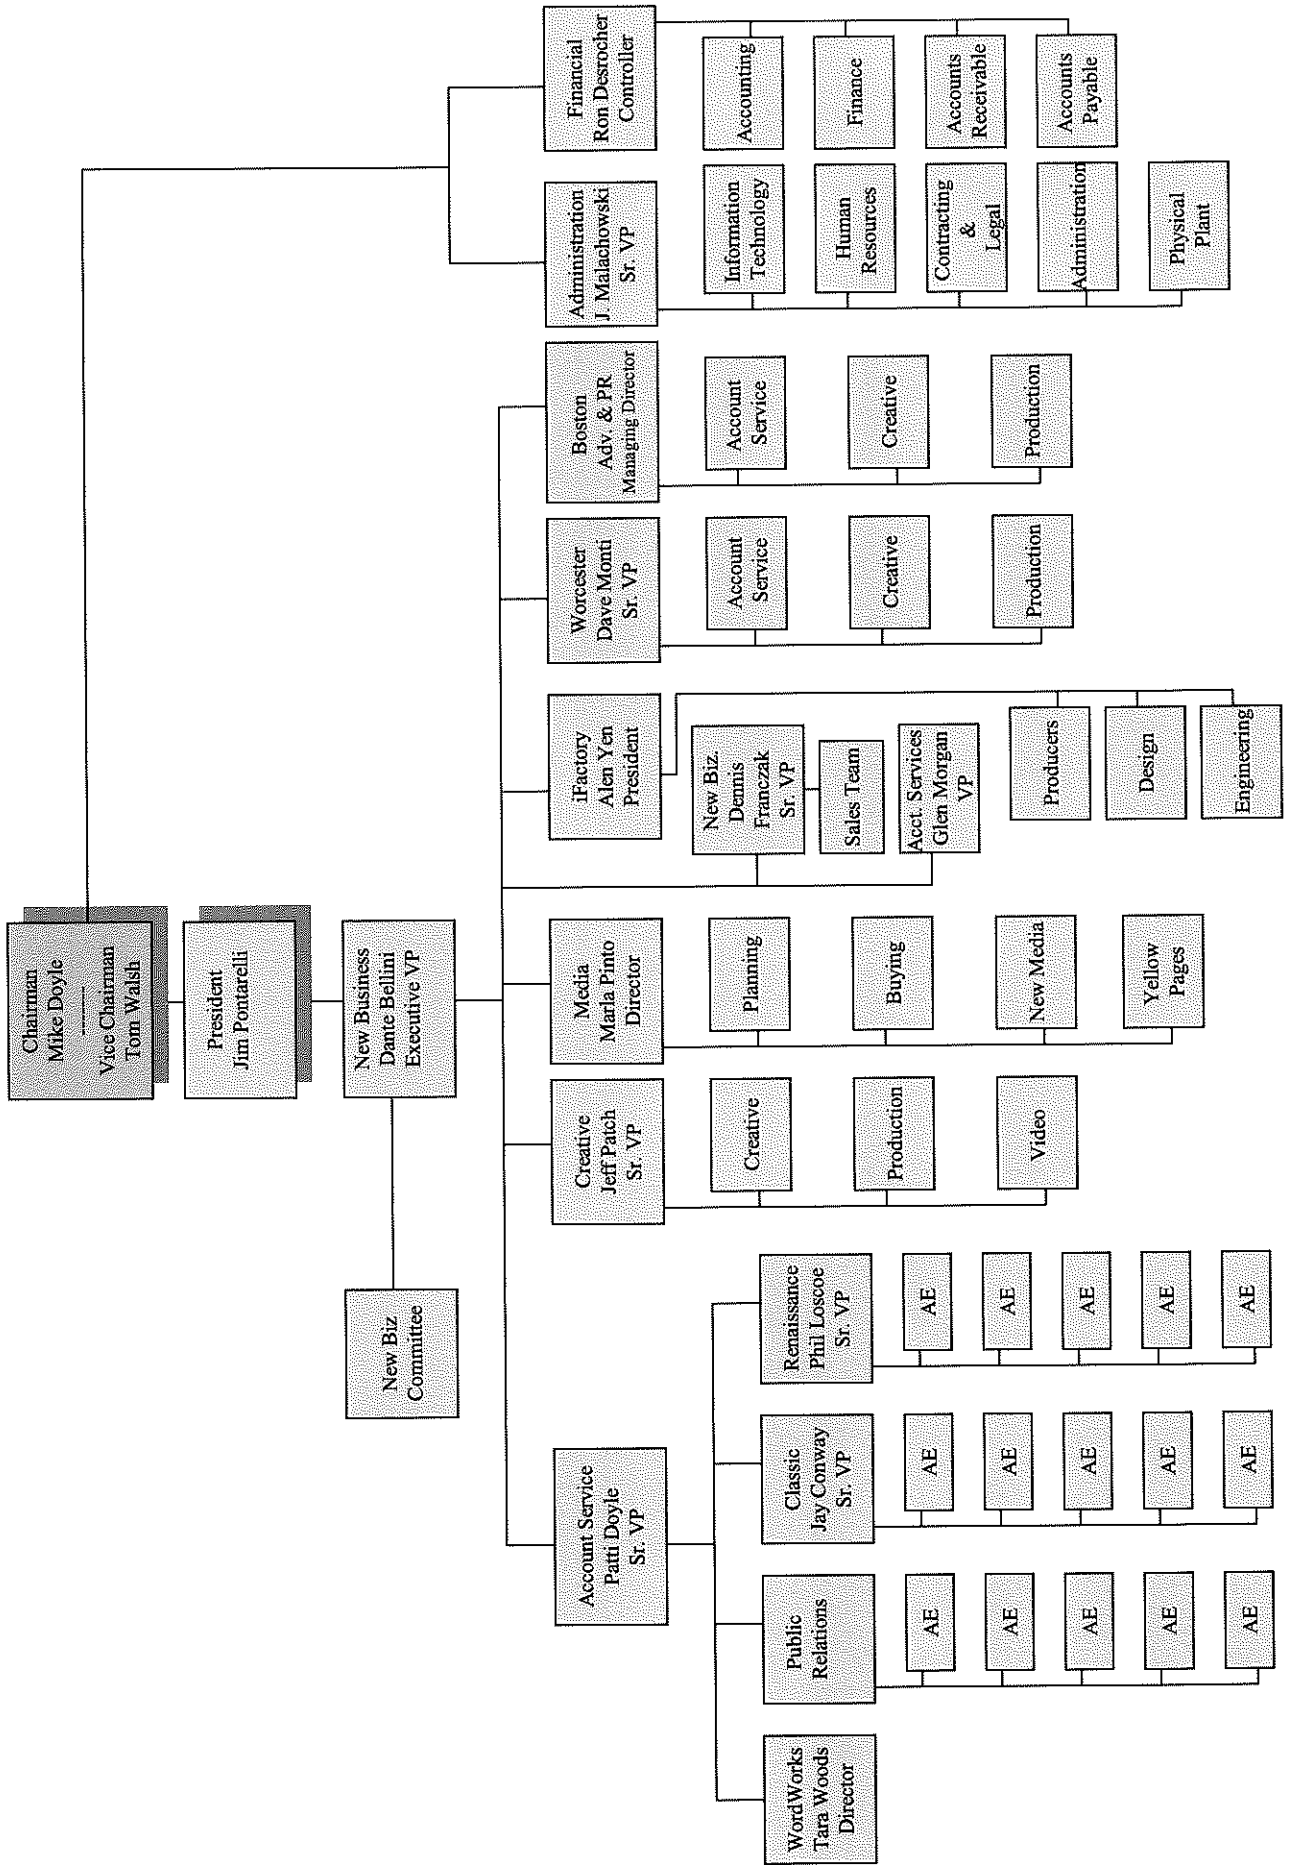 Chairman
Mike Doyle
--------
Vice Chairman
Tom Walsh
President
Jim Pontarelli
New Business
Dante Bellini
Executive VP
New Biz
Committee
Account Service
Patti Doyle
Sr. VP
WordWorks
Tara Woods
Director
Public
Relations
AE
AE
AE
AE
AE
Classic
Jay Conway
Sr. VP
AE
AE
AE
AE
AE
Renaissance
Phil Loscoe
Sr. VP
AE
AE
AE
AE
AE
Creative
Jeff Patch
Sr. VP
Creative
Production
Video
Media
Marla Pinto
Director
Planning
Buying
New Media
Yellow
Pages
iFactory
Alen Yen
President
New Biz.
Dennis
Franczak
Sr. VP
Sales Team
Acct. Services
Glen Morgan
VP
Producers
Design
Engineering
Worcester
Dave Monti
Sr. VP
Account
Service
Creative
Production
Boston
Adv. & PR
Managing Director
Account
Service
Creative
Production
Administration
J. Malachowski
Sr. VP
Information
Technology
Human
Resources
Contracting
&
Legal
Administration
Physical
Plant
Financial
Ron Desrocher
Controller
Accounting
Finance
Accounts
Receivable
Accounts
Payable